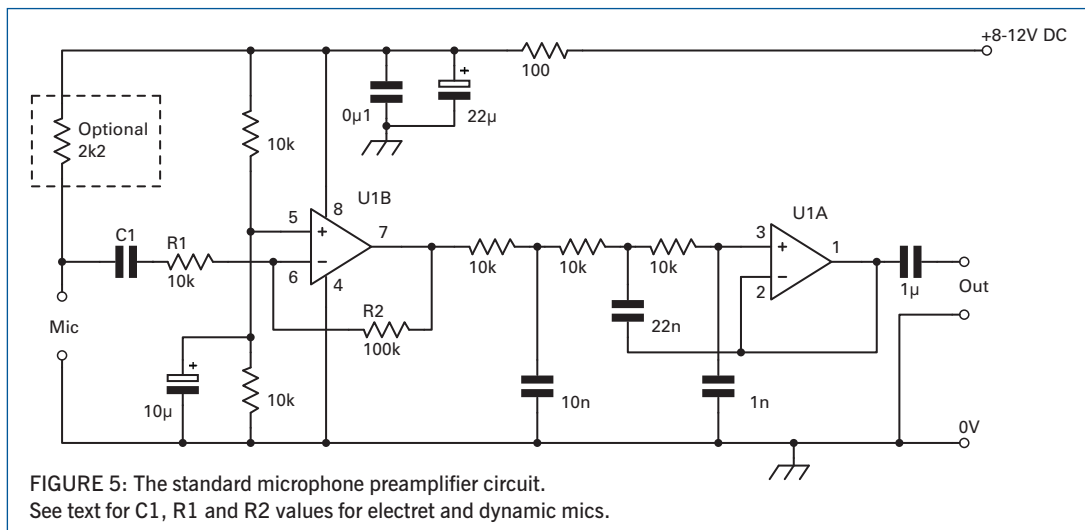 +8-12V DC
100
Optional
2k2
10k
0µ1
+
22µ
U1B
C1
R1
10k
5
+
8
7
6
−
4
10k
10k
10k
U1A
3
+
1
2
−
1µ
Out
Mic
R2
100k
22n
+
10µ
10k
10n
1n
0V
FIGURE 5: The standard microphone preamplifier circuit.
See text for C1, R1 and R2 values for electret and dynamic mics.